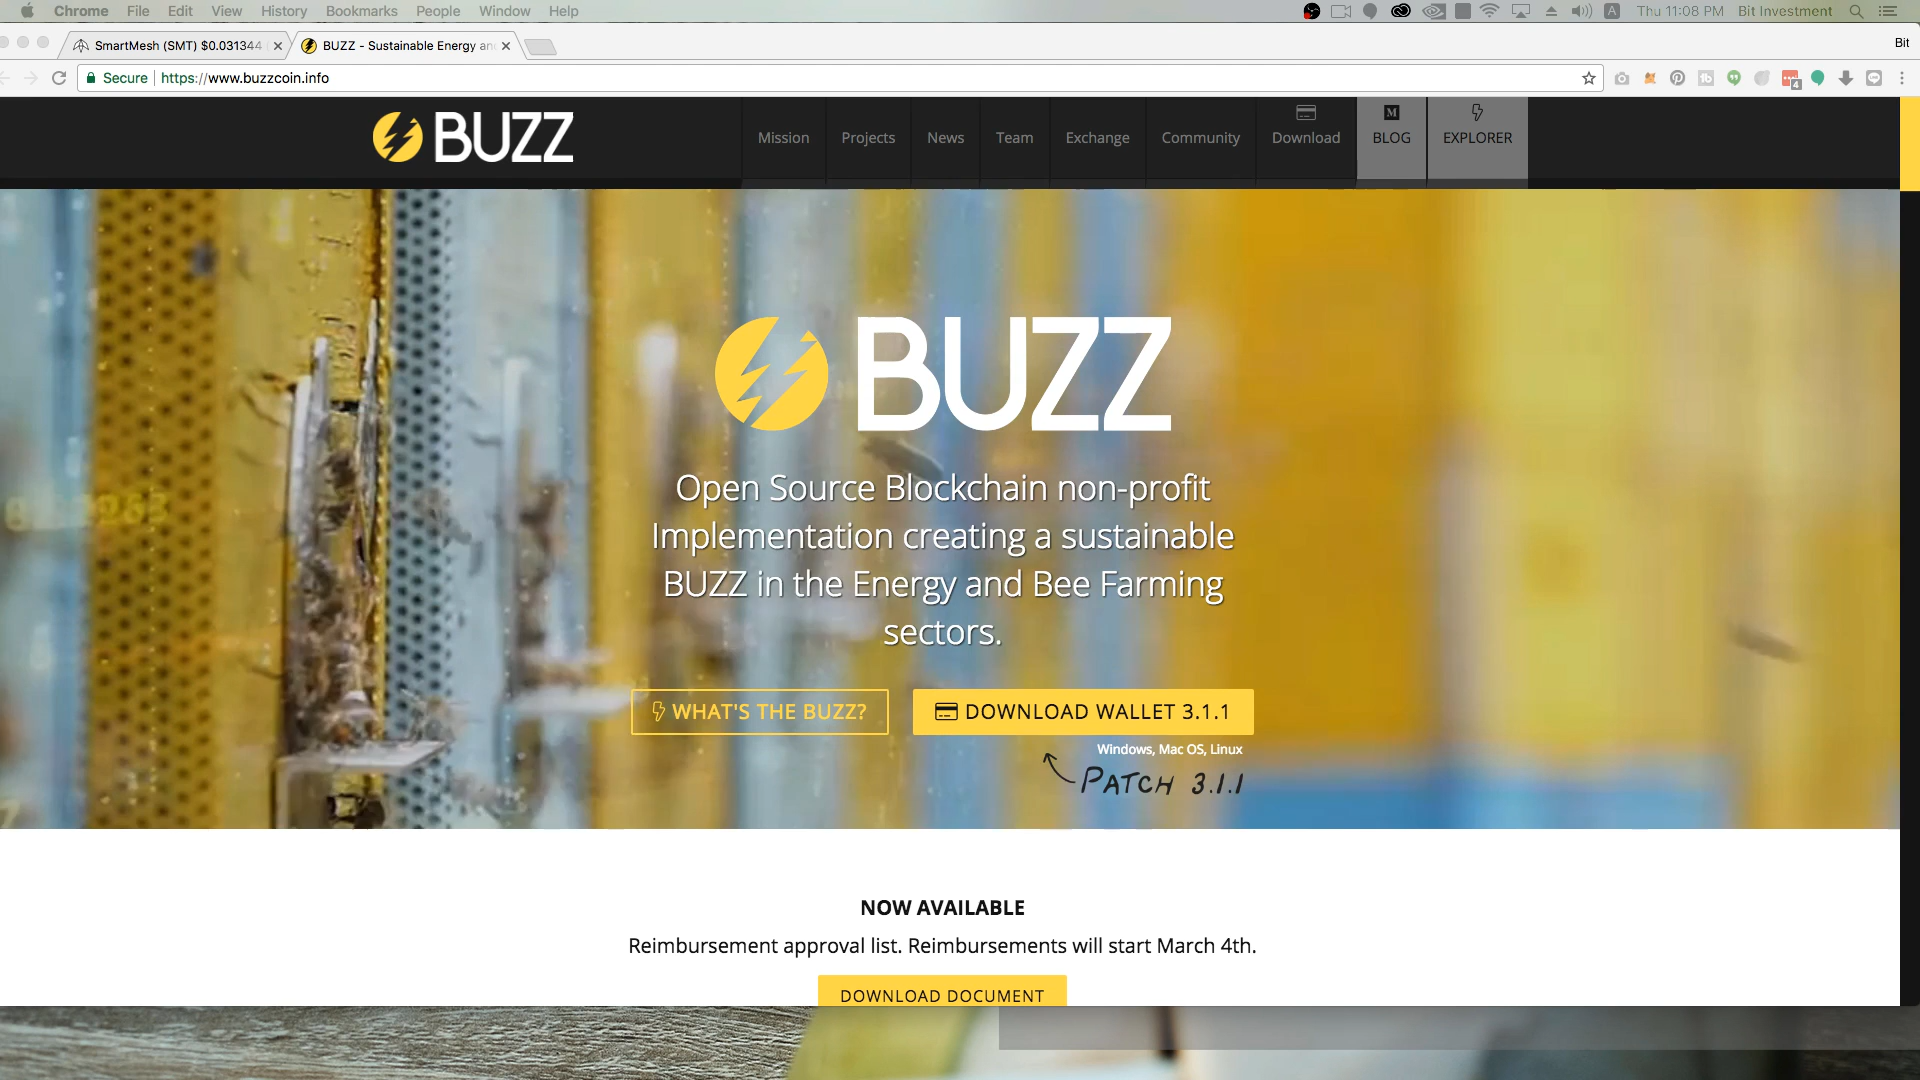 Chrome File Edit View History Bookmarks People Window Help
Thu 11:08 PM Bit Investment
SmartMesh (SMT) $0.031344
BUZZ - Sustainable Energy an
Bit
Secure https://www.buzzcoin.info
4
BUZZ
Mission Projects News Team Exchange Community Download BLOG EXPLORER
BUZZ
Open Source Blockchain non-profit
Implementation creating a sustainable
BUZZ in the Energy and Bee Farming
sectors.
WHAT'S THE BUZZ?
DOWNLOAD WALLET 3.1.1
Windows, Mac OS, Linux
PATCH 3.1.1
NOW AVAILABLE
Reimbursement approval list. Reimbursements will start March 4th.
DOWNLOAD DOCUMENT